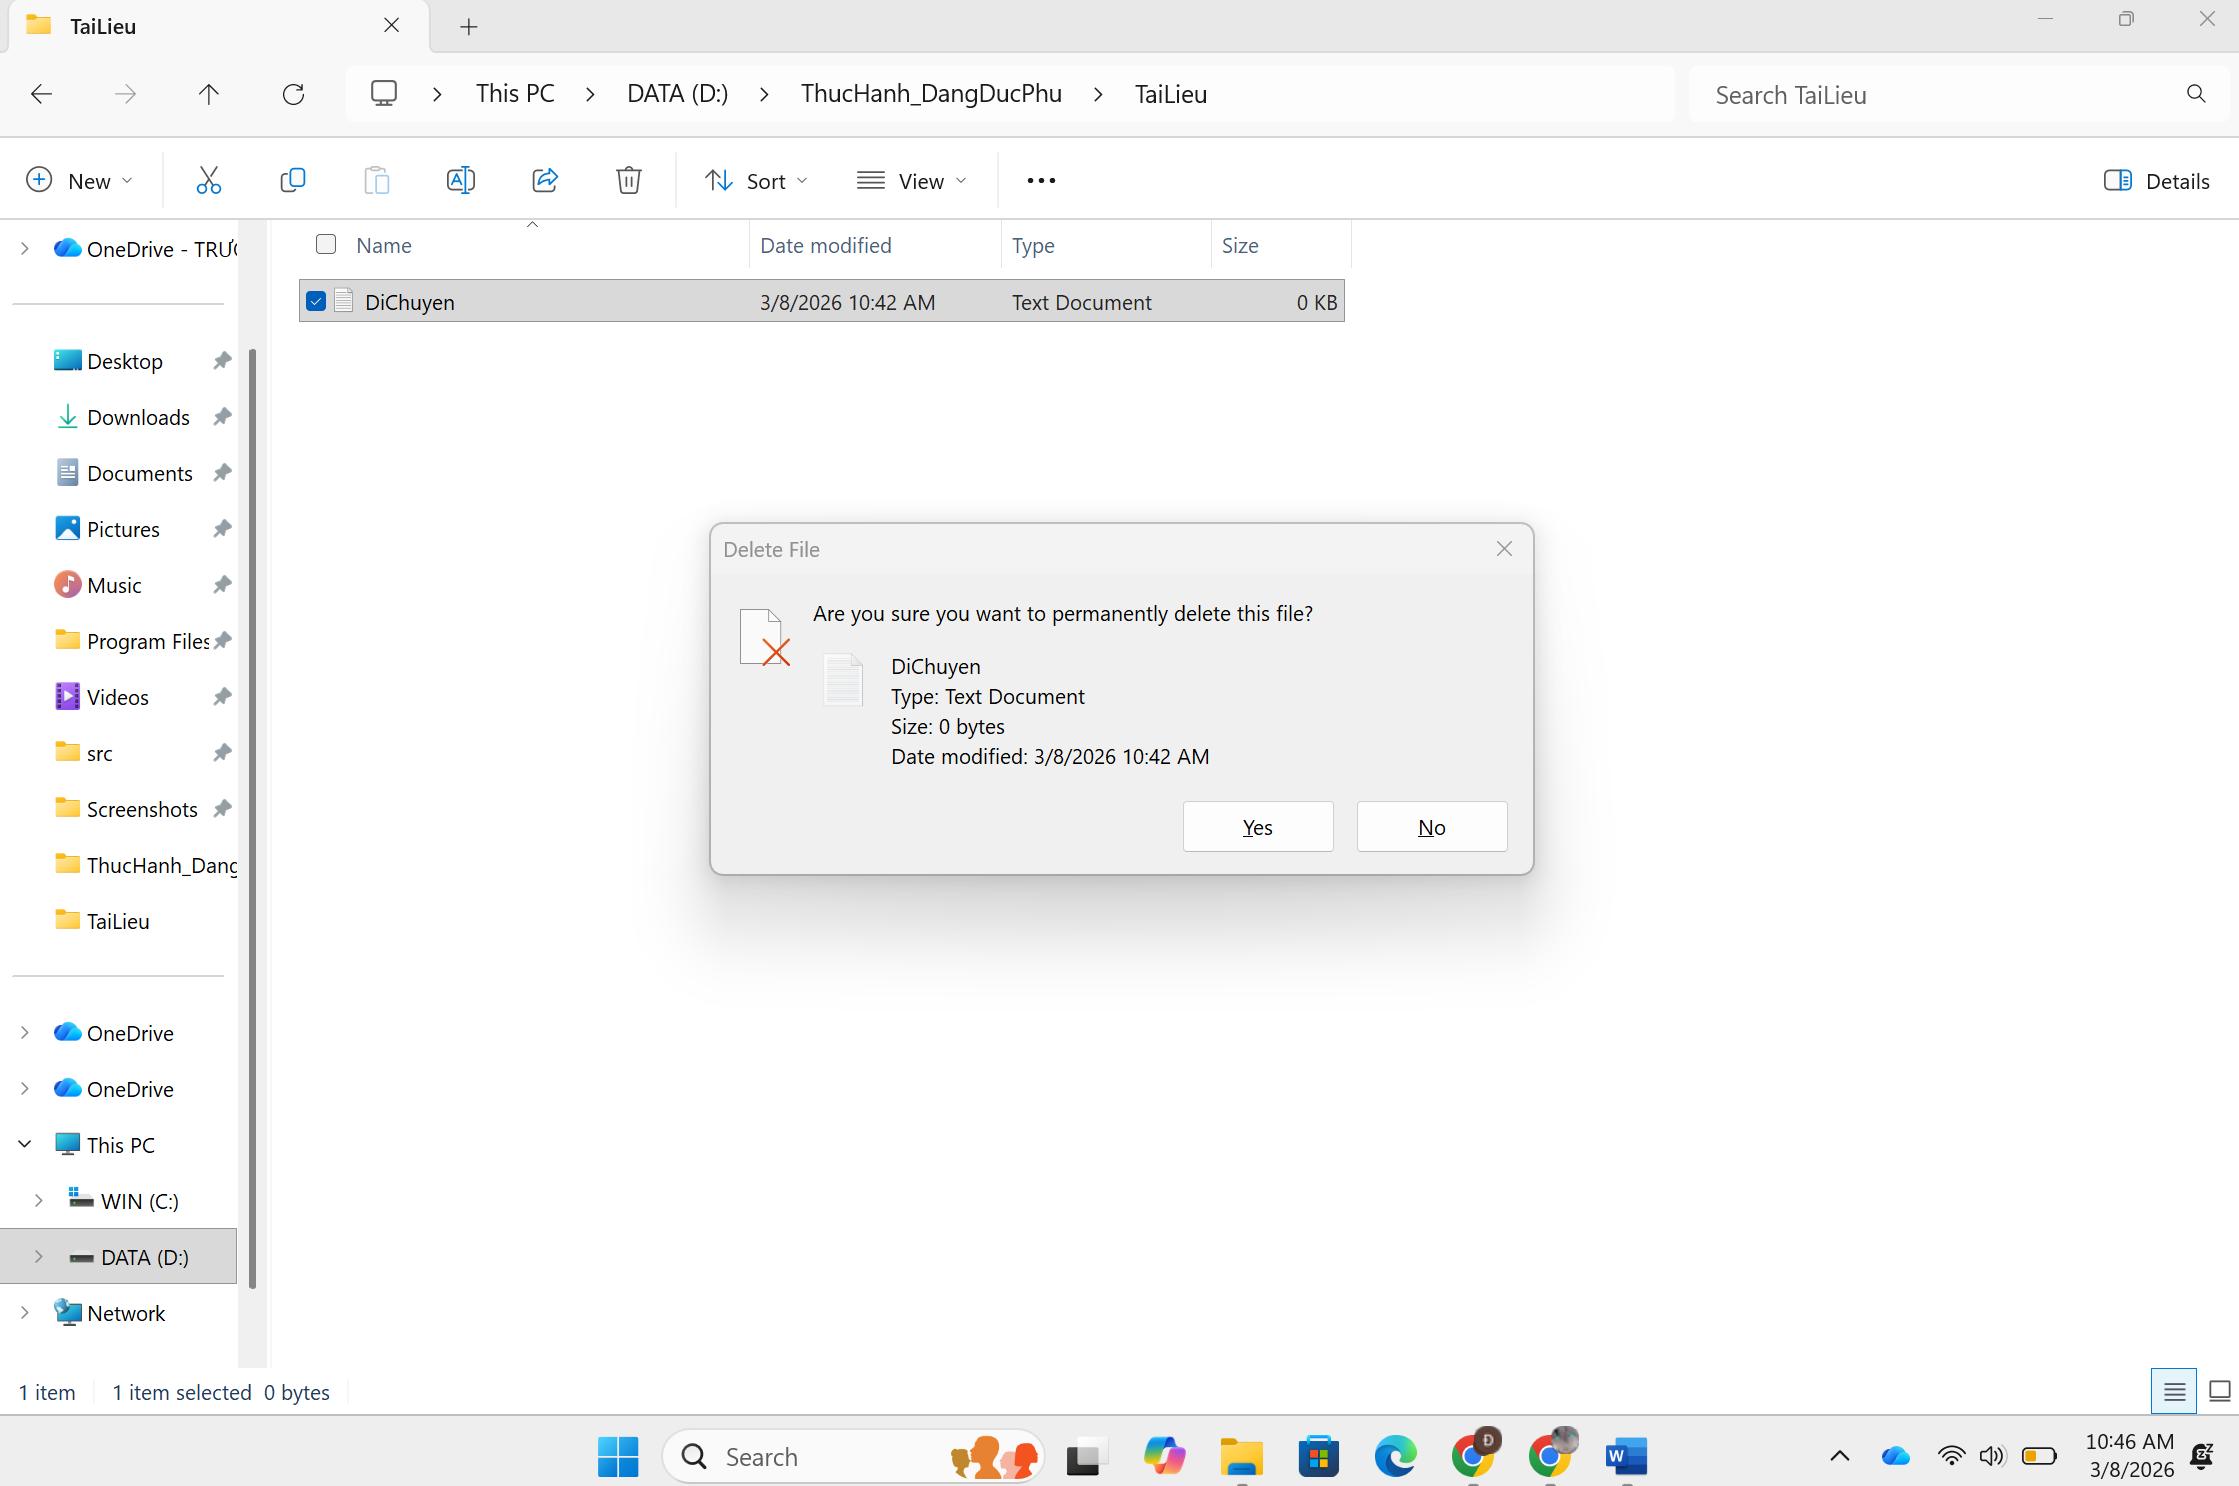 TaiLieu
This PC
DATA (D:)
ThucHanh_DangDucPhu
TaiLieu
Search TaiLieu
New
Sort
View
Details
OneDrive - TRƯỜ
Desktop
Downloads
Documents
Pictures
Music
Program Files
Videos
src
Screenshots
ThucHanh_Dang
TaiLieu
OneDrive
OneDrive
This PC
WIN (C:)
DATA (D:)
Network
Name Date modified Type Size
DiChuyen 3/8/2026 10:42 AM Text Document 0 KB
Delete File
Are you sure you want to permanently delete this file?
DiChuyen
Type: Text Document
Size: 0 bytes
Date modified: 3/8/2026 10:42 AM
Yes
No
1 item
1 item selected 0 bytes
Search
Đ
10:46 AM
3/8/2026